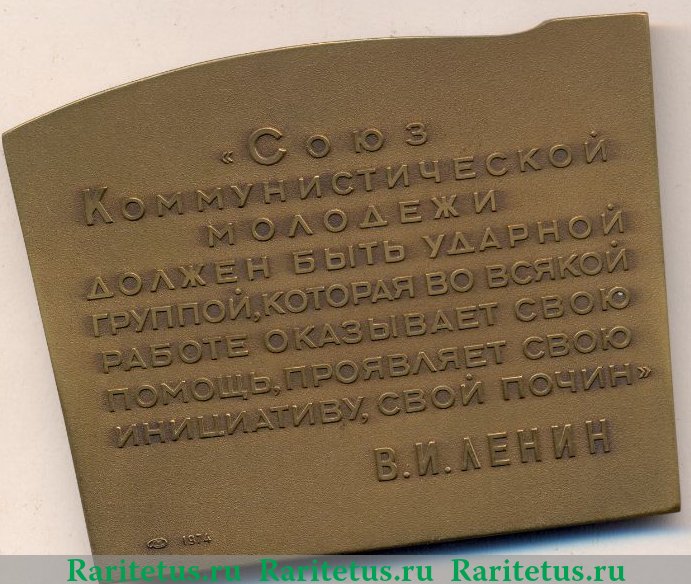 «Союз
Коммунистической
молодежи
должен быть ударной
группой, которая во всякой
работе оказывает свою
помощь, проявляет свою
инициативу, свой почин»
В.И.ЛЕНИН
1974
Raritetus.ru Raritetus.ru Raritetus.ru